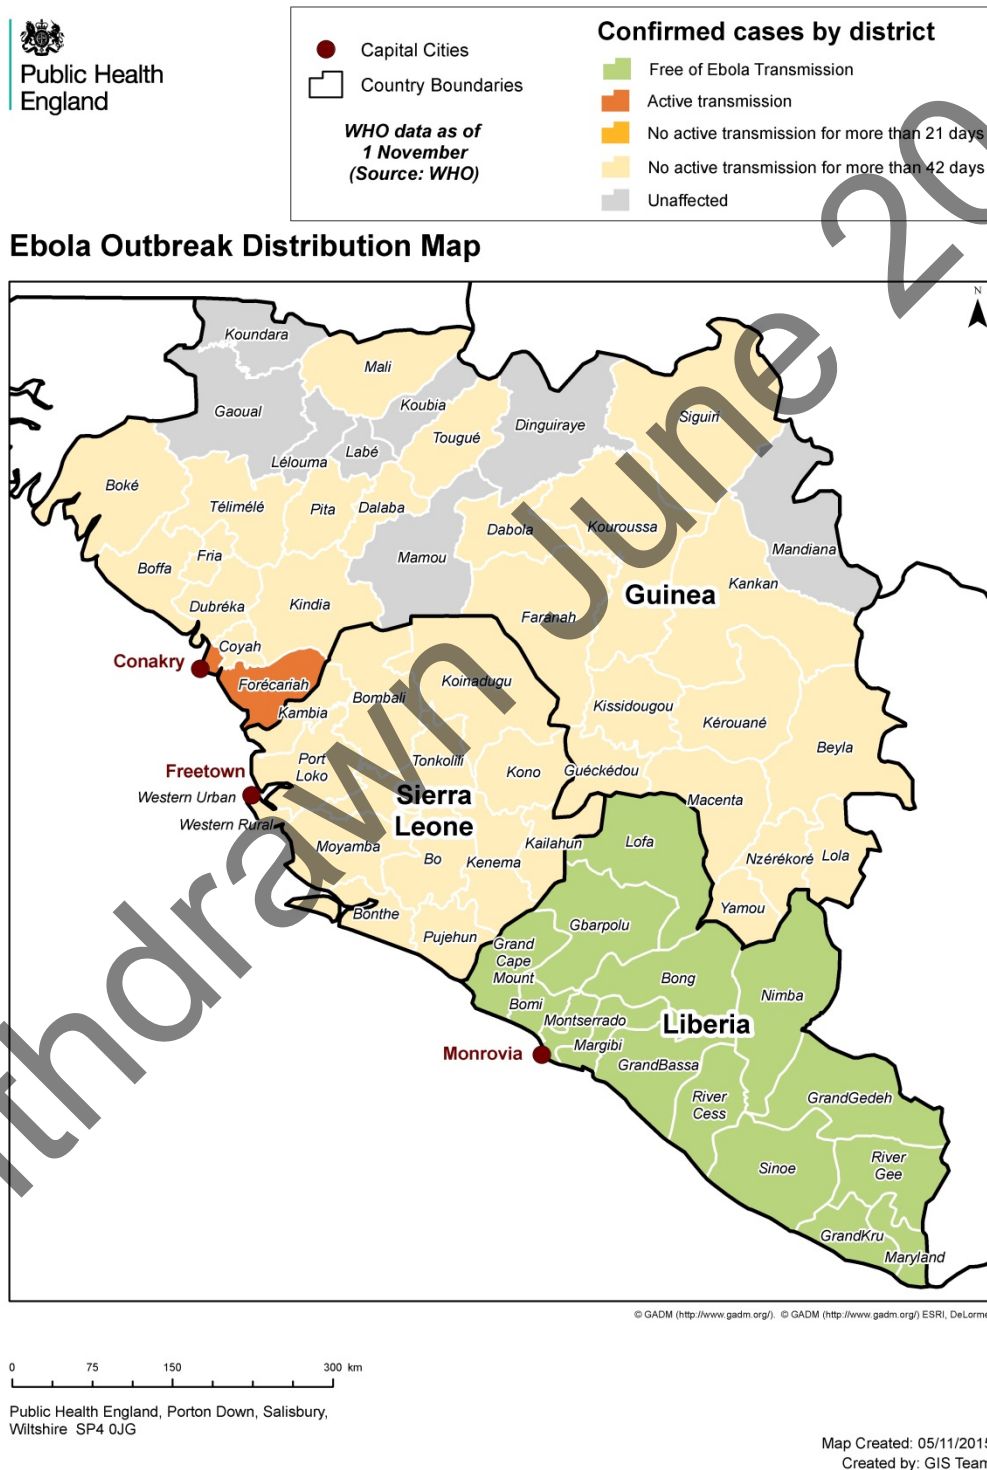 Public Health
England
Capital Cities
Country Boundaries
WHO data as of
1 November
(Source: WHO)
Confirmed cases by district
Free of Ebola Transmission
Active transmission
No active transmission for more than 21 days
No active transmission for more than 42 days
Unaffected
Ebola Outbreak Distribution Map
N
Koundara
Mali
Gaoual
Koubia
Siguiri
Dinguiraye
Tougué
Labé
Lélouma
Boké
Télimélé
Pita
Dalaba
Dabola
Kouroussa
Mandiana
Fria
Mamou
Boffa
Kankan
Guinea
Dubréka
Kindia
Faranah
Coyah
Conakry
Forécariah
Koinadugu
Bombali
Kambia
Kissidougou
Kérouané
Beyla
Port
Loko
Tonkolili
Kono
Guéckédou
Freetown
Western Urban
Sierra
Leone
Macenta
Western Rural
Moyamba
Bo
Kenema
Kailahun
Lofa
Nzérékoré
Lola
Yamou
Bonthe
Pujehun
Gbarpolu
Grand
Cape
Mount
Bong
Nimba
Bomi
Montserrado
Liberia
Margibi
Monrovia
GrandBassa
River
Cess
GrandGedeh
Sinoe
River
Gee
GrandKru
Maryland
thdrawn June 20
© GADM (http://www.gadm.org/). © GADM (http://www.gadm.org/) ESRI, DeLorme
0 75 150 300 km
Public Health England, Porton Down, Salisbury,
Wiltshire SP4 0JG
Map Created: 05/11/2015
Created by: GIS Team